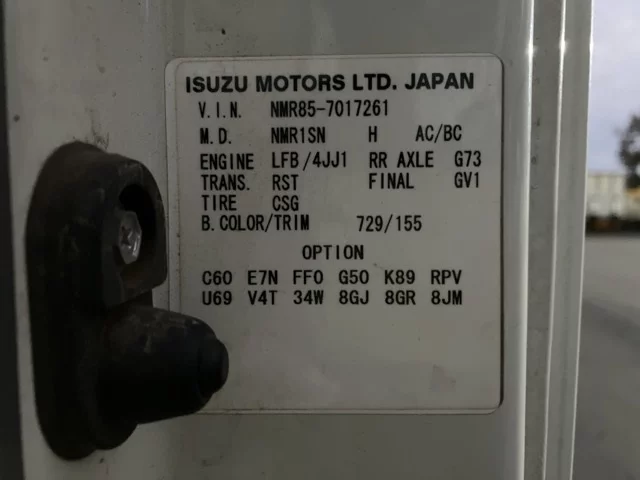 ISUZU MOTORS LTD. JAPAN
V.I.N. NMR85-7017261
M.D. NMR1SN H AC/BC
ENGINE LFB/4JJ1 RR AXLE G73
TRANS. RST FINAL GV1
TIRE CSG
B.COLOR/TRIM 729/155
OPTION
C60 E7N FF0 G50 K89 RPV
U69 V4T 34W 8GJ 8GR 8JM